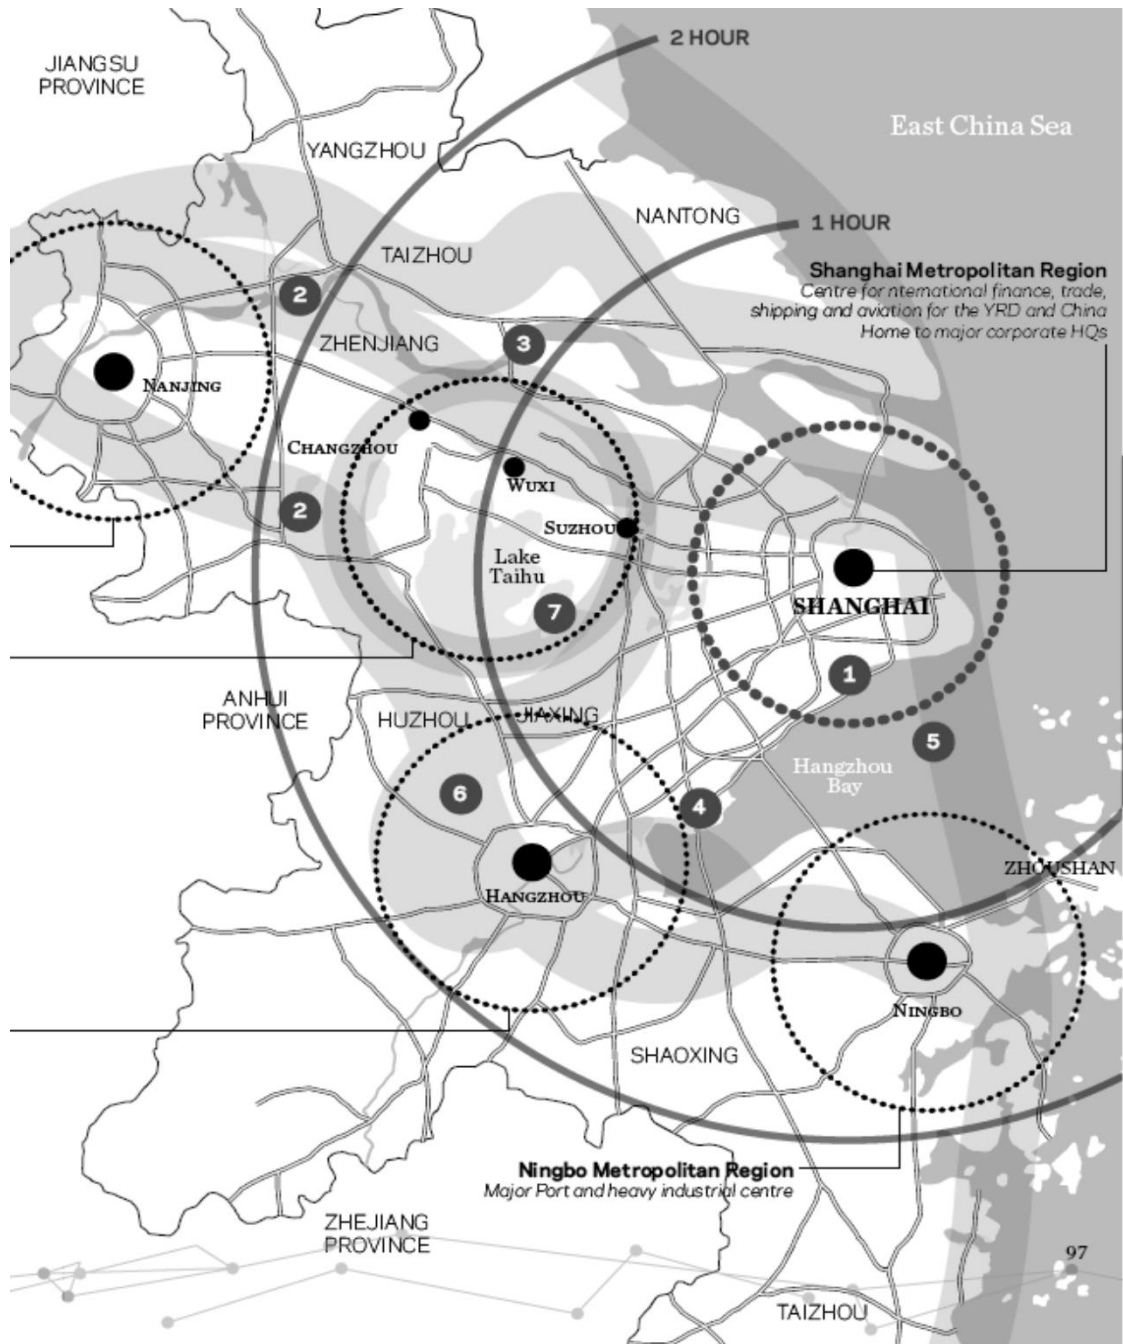 2 HOUR
JIANGSU
PROVINCE
East China Sea
YANGZHOU
NANTONG
1 HOUR
TAIZHOU
Shanghai Metropolitan Region
Centre for nternational finance, trade,
shipping and aviation for the YRD and China
Home to major corporate HQs
2
ZHENJIANG
3
NANJING
CHANGZHOU
WUXI
2
SUZHOU
Lake
Taihu
7
SHANGHAI
1
ANHUI
PROVINCE
HUZHOU
JIAXING
5
Hangzhou
Bay
6
4
ZHOUSHAN
HANGZHOU
NINGBO
SHAOXING
Ningbo Metropolitan Region
Major Port and heavy industrial centre
ZHEJIANG
PROVINCE
97
TAIZHOU